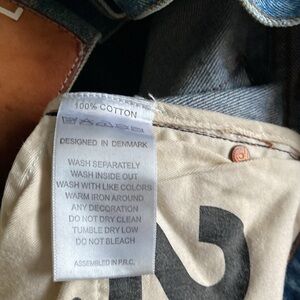 100% COTTON
DESIGNED IN DENMARK
WASH SEPARATELY
WASH INSIDE OUT
WASH WITH LIKE COLORS
WARM IRON AROUND
ANY DECORATION
DO NOT DRY CLEAN
TUMBLE DRY LOW
DO NOT BLEACH
ASSEMBLED IN P.R.C.
2